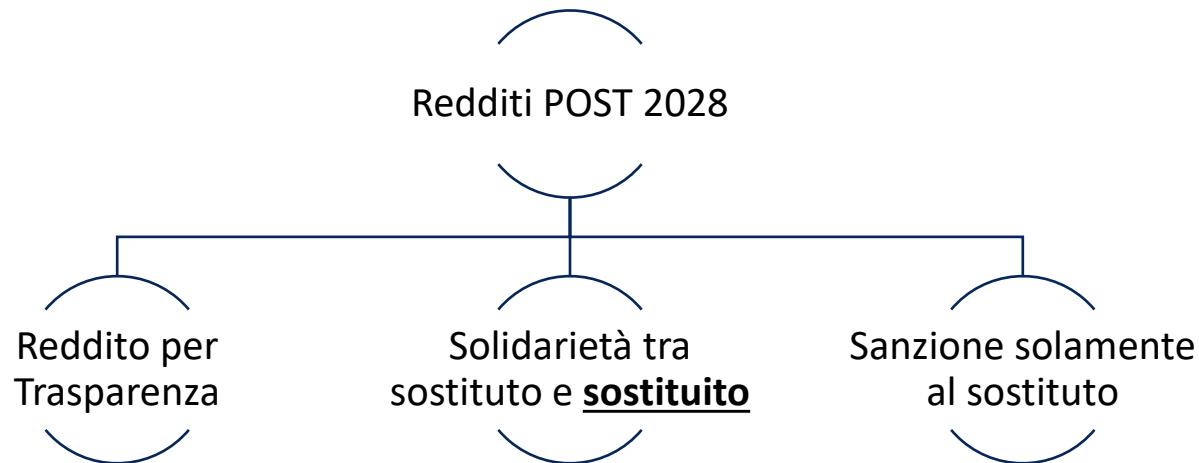 Redditi POST 2028
Reddito per
Trasparenza
Solidarietà tra
sostituto e sostituito
Sanzione solamente
al sostituto